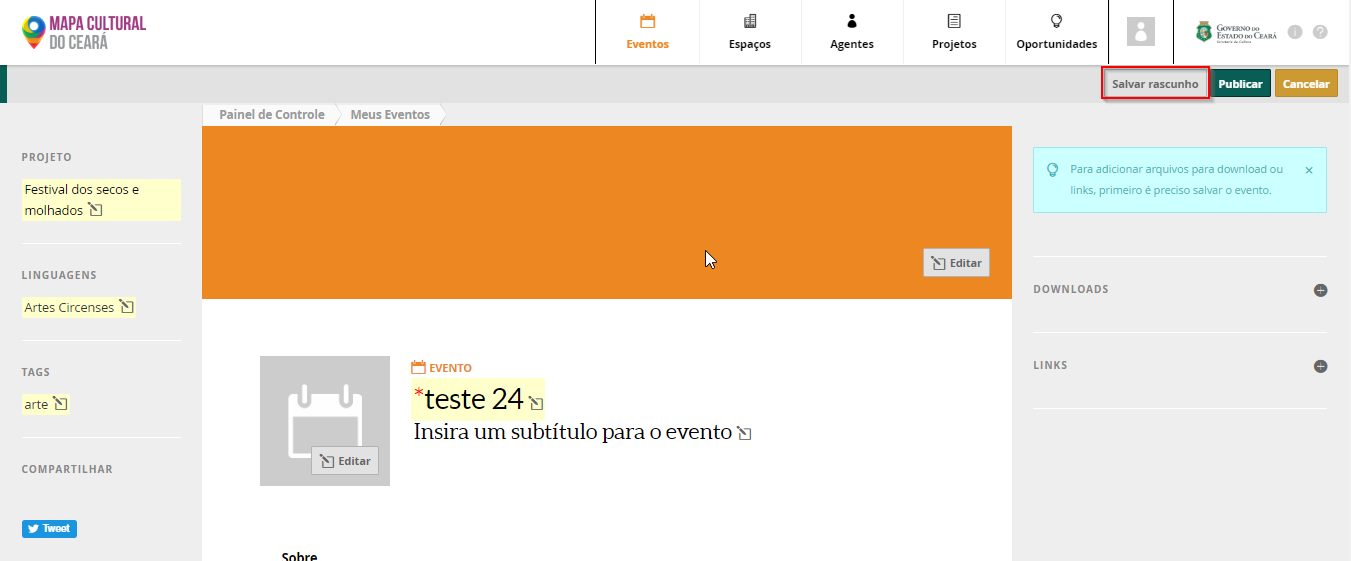 MAPA CULTURAL
DO CEARÁ
Eventos
Espaços
Agentes
Projetos
Oportunidades
GOVERNO DO
ESTADO DO CEARÁ
Secretaria da Cultura
i
?
Salvar rascunho
Publicar
Cancelar
Painel de Controle
Meus Eventos
PROJETO
Festival dos secos e
molhados
LINGUAGENS
Artes Circenses
TAGS
arte
COMPARTILHAR
Tweet
Editar
Editar
EVENTO
*teste 24
Insira um subtítulo para o evento
Sobre
Para adicionar arquivos para download ou
links, primeiro é preciso salvar o evento.
×
DOWNLOADS
LINKS